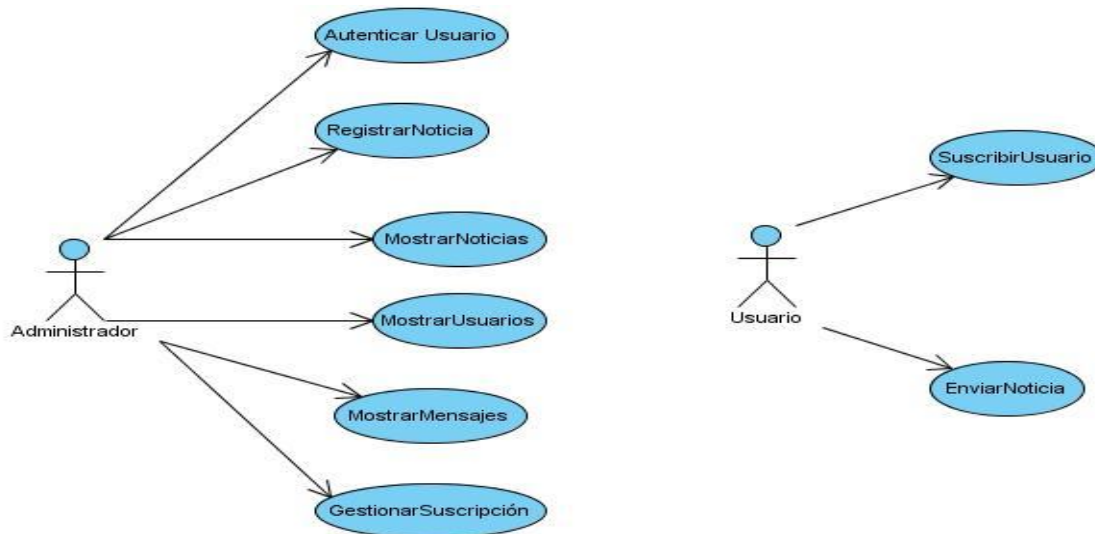 Autenticar Usuario
RegistrarNoticia
MostrarNoticias
MostrarUsuarios
Administrador
MostrarMensajes
GestionarSuscripción
SuscribirUsuario
Usuario
EnviarNoticia